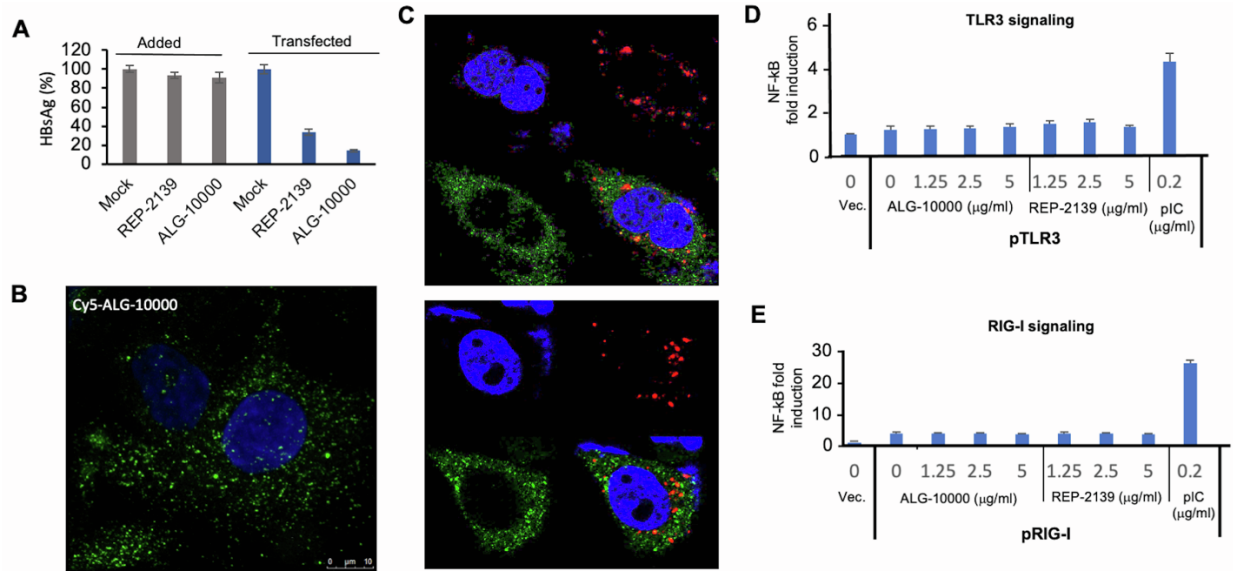 A
Added
Transfected
HBsAg (%)
120
100
80
60
40
20
0
Mock
REP-2139
ALG-10000
Mock
REP-2139
ALG-10000
B
Cy5-ALG-10000
0 µm 10
C
D
TLR3 signaling
NF-kB
fold induction
6
4
2
0
0 0 1.25 2.5 5 1.25 2.5 5 0.2
Vec. ALG-10000 (µg/ml) REP-2139 (µg/ml) pIC
(µg/ml)
pTLR3
E
RIG-I signaling
NF-kB fold
induction
30
20
10
0
0 0 1.25 2.5 5 1.25 2.5 5 0.2
Vec. ALG-10000 (µg/ml) REP-2139 (µg/ml) pIC
(µg/ml)
pRIG-I